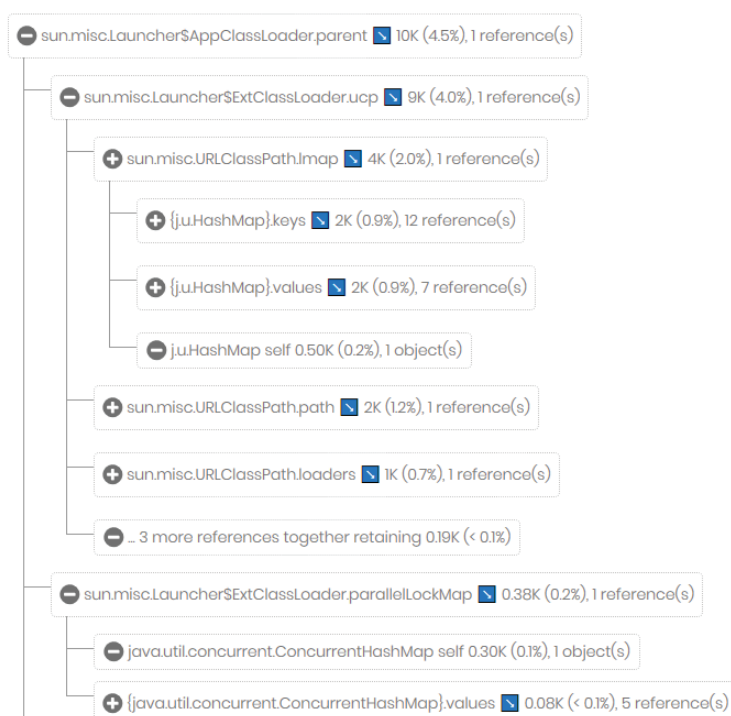 sun.misc.Launcher$AppClassLoader.parent 10K (4.5%), 1 reference(s)
sun.misc.Launcher$ExtClassLoader.ucp 9K (4.0%), 1 reference(s)
sun.misc.URLClassPath.lmap 4K (2.0%), 1 reference(s)
{j.u.HashMap}.keys 2K (0.9%), 12 reference(s)
{j.u.HashMap}.values 2K (0.9%), 7 reference(s)
j.u.HashMap self 0.50K (0.2%), 1 object(s)
sun.misc.URLClassPath.path 2K (1.2%), 1 reference(s)
sun.misc.URLClassPath.loaders 1K (0.7%), 1 reference(s)
... 3 more references together retaining 0.19K (< 0.1%)
sun.misc.Launcher$ExtClassLoader.parallelLockMap 0.38K (0.2%), 1 reference(s)
java.util.concurrent.ConcurrentHashMap self 0.30K (0.1%), 1 object(s)
{java.util.concurrent.ConcurrentHashMap}.values 0.08K (< 0.1%), 5 reference(s)